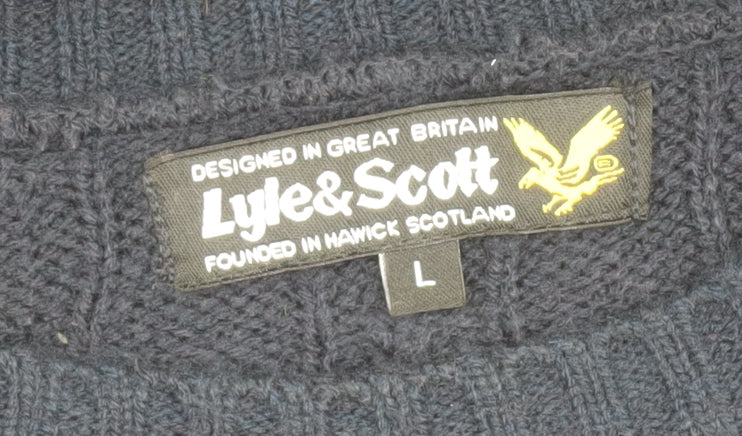 DESIGNED IN GREAT BRITAIN
Lyle&Scott
FOUNDED IN HAWICK SCOTLAND
L